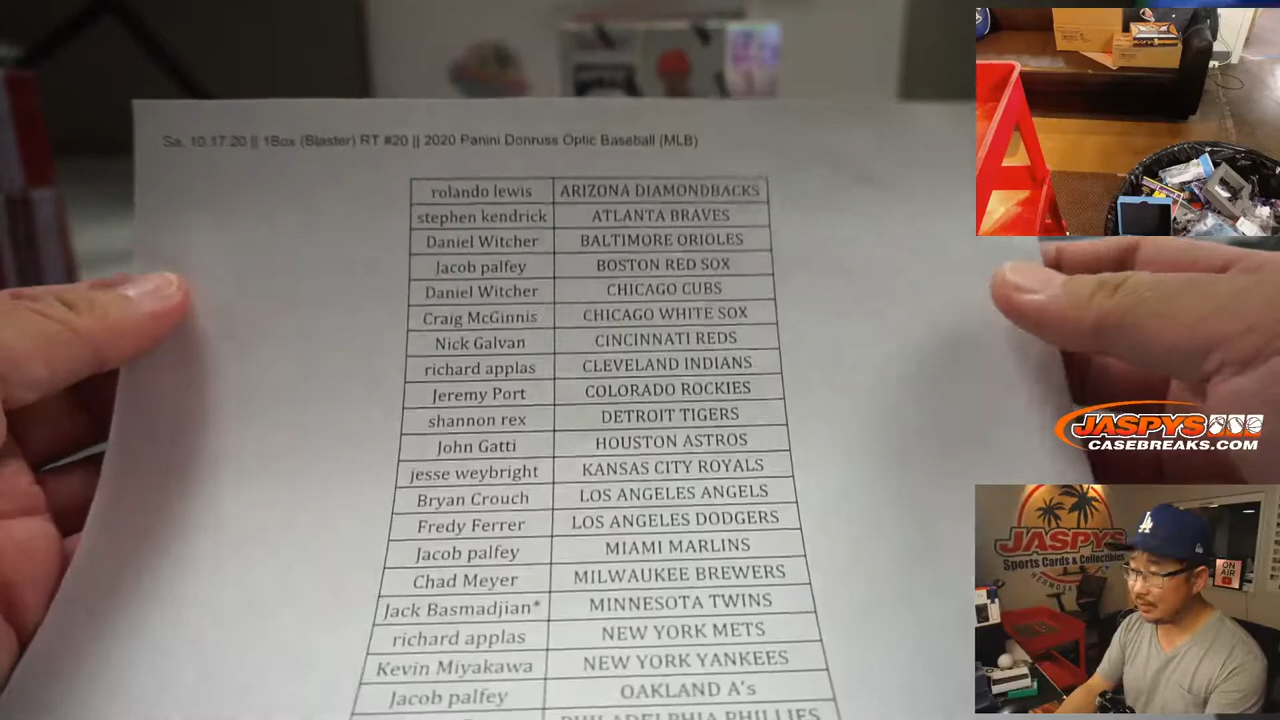 Sa, 10.17.20 || 1Box (Blaster) RT #20 || 2020 Panini Donruss Optic Baseball (MLB)
rolando lewis ARIZONA DIAMONDBACKS
stephen kendrick ATLANTA BRAVES
Daniel Witcher BALTIMORE ORIOLES
Jacob palfey BOSTON RED SOX
Daniel Witcher CHICAGO CUBS
Craig McGinnis CHICAGO WHITE SOX
Nick Galvan CINCINNATI REDS
richard applas CLEVELAND INDIANS
Jeremy Port COLORADO ROCKIES
shannon rex DETROIT TIGERS
John Gatti HOUSTON ASTROS
jesse weybright KANSAS CITY ROYALS
Bryan Crouch LOS ANGELES ANGELS
Fredy Ferrer LOS ANGELES DODGERS
Jacob palfey MIAMI MARLINS
Chad Meyer MILWAUKEE BREWERS
Jack Basmadjian* MINNESOTA TWINS
richard applas NEW YORK METS
Kevin Miyakawa NEW YORK YANKEES
Jacob palfey OAKLAND A's
PHILADELPHIA PHILLIES
JASPYS
CASEBREAKS.COM
JASPYS
Sports Cards & Collectibles
HERMOSA
ON
AIR
LA